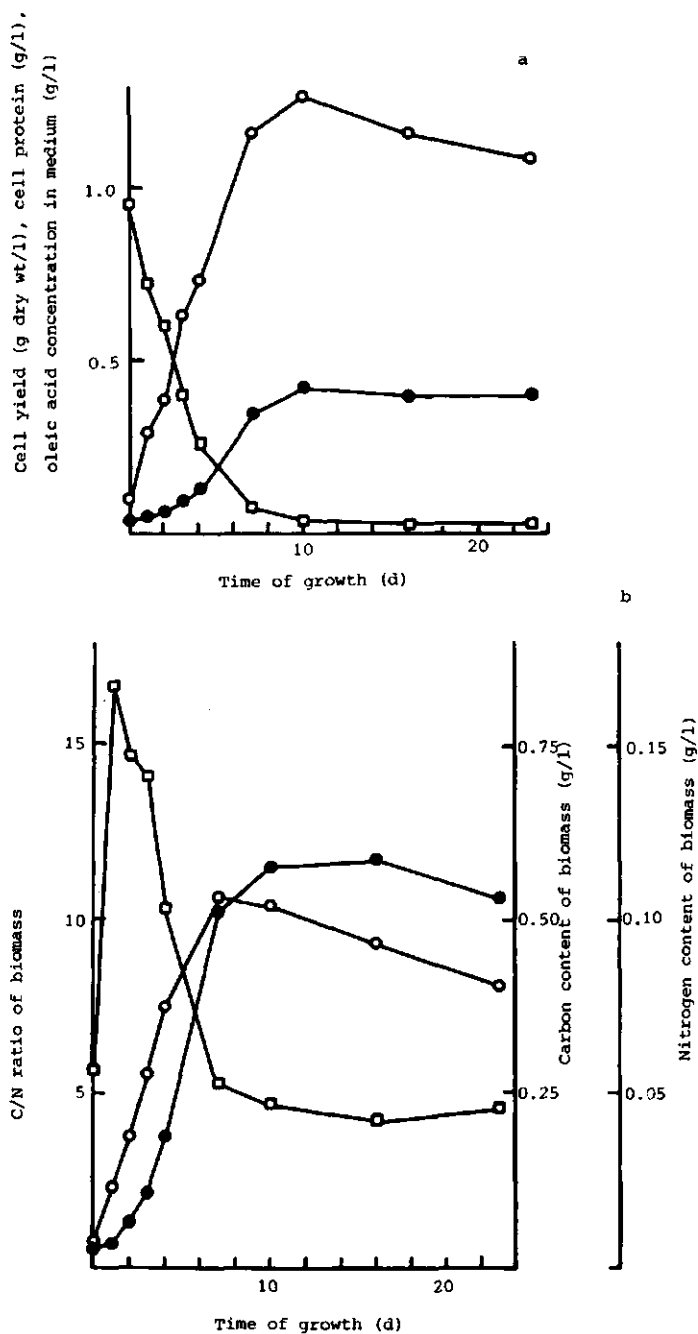 a
Cell yield (g dry wt/l), cell protein (g/l),
oleic acid concentration in medium (g/l)
1.0
0.5
10
20
Time of growth (d)
b
C/N ratio of biomass
15
10
5
Carbon content of biomass (g/l)
0.75
0.50
0.25
Nitrogen content of biomass (g/l)
0.15
0.10
0.05
10
20
Time of growth (d)